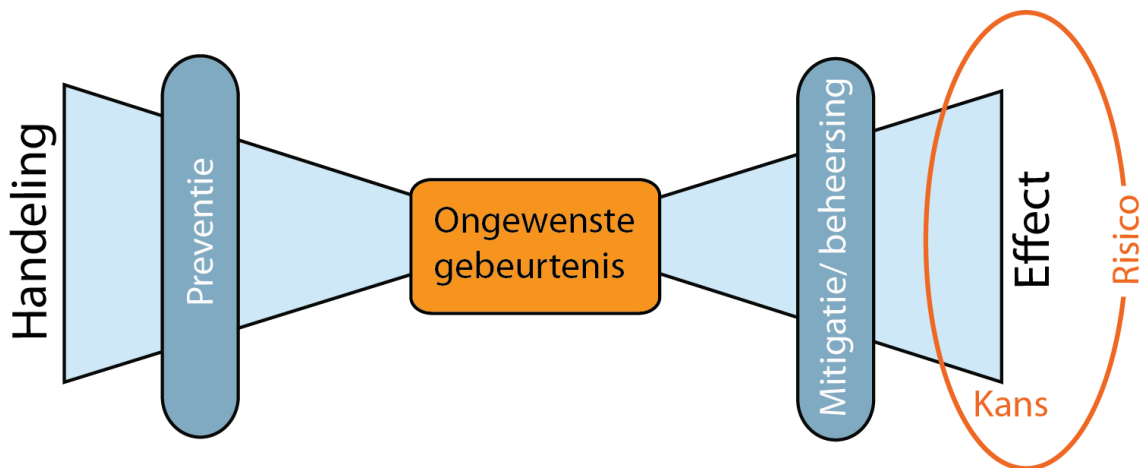 Handeling
Preventie
Ongewenste
gebeurtenis
Mitigatie/ beheersing
Effect
Kans
Risico